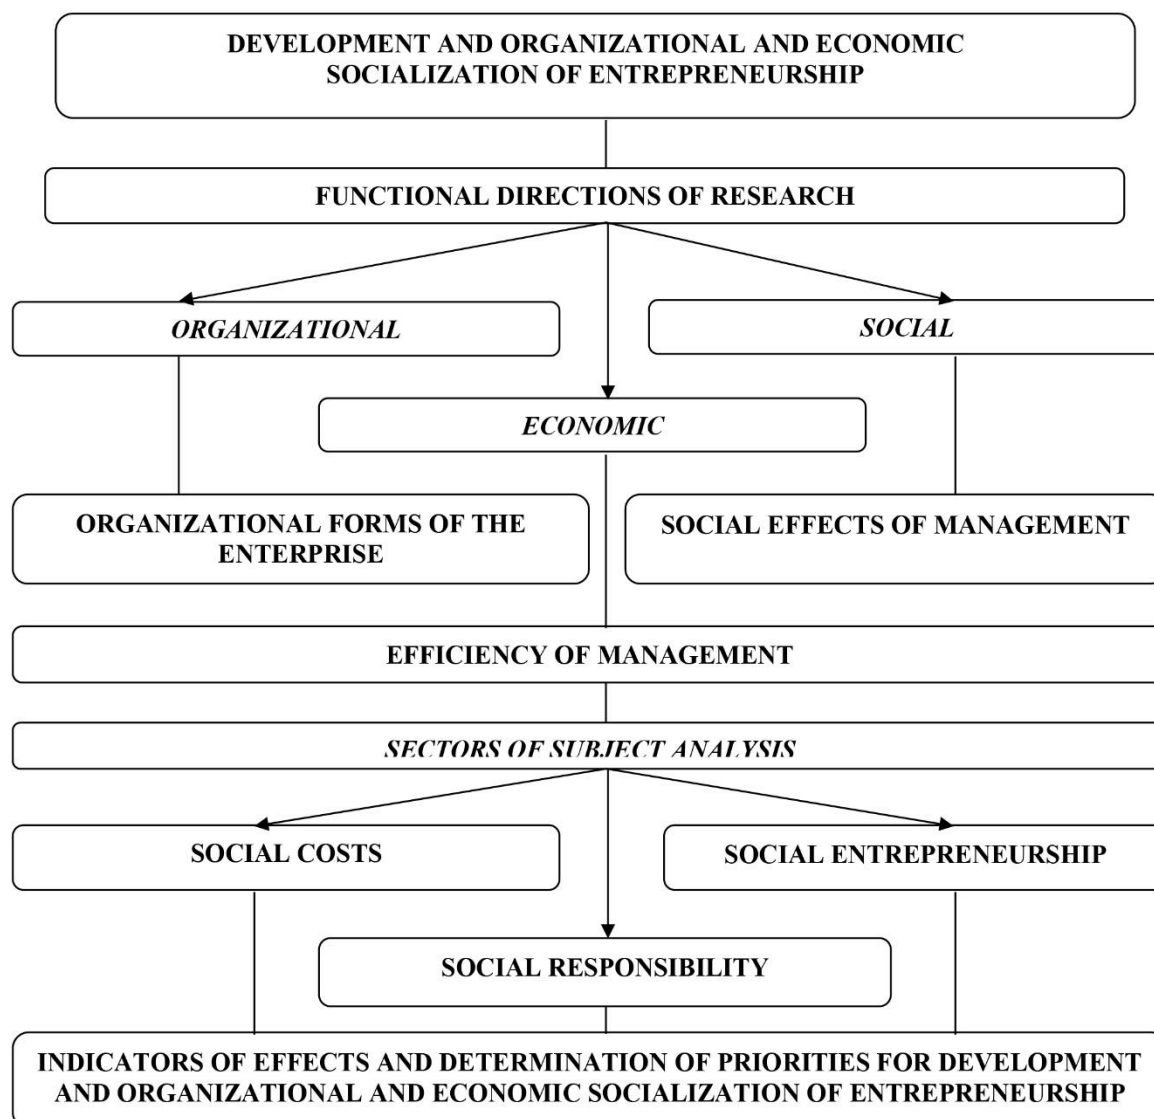 DEVELOPMENT AND ORGANIZATIONAL AND ECONOMIC
SOCIALIZATION OF ENTREPRENEURSHIP
FUNCTIONAL DIRECTIONS OF RESEARCH
ORGANIZATIONAL
SOCIAL
ECONOMIC
ORGANIZATIONAL FORMS OF THE
ENTERPRISE
SOCIAL EFFECTS OF MANAGEMENT
EFFICIENCY OF MANAGEMENT
SECTORS OF SUBJECT ANALYSIS
SOCIAL COSTS
SOCIAL ENTREPRENEURSHIP
SOCIAL RESPONSIBILITY
INDICATORS OF EFFECTS AND DETERMINATION OF PRIORITIES FOR DEVELOPMENT
AND ORGANIZATIONAL AND ECONOMIC SOCIALIZATION OF ENTREPRENEURSHIP